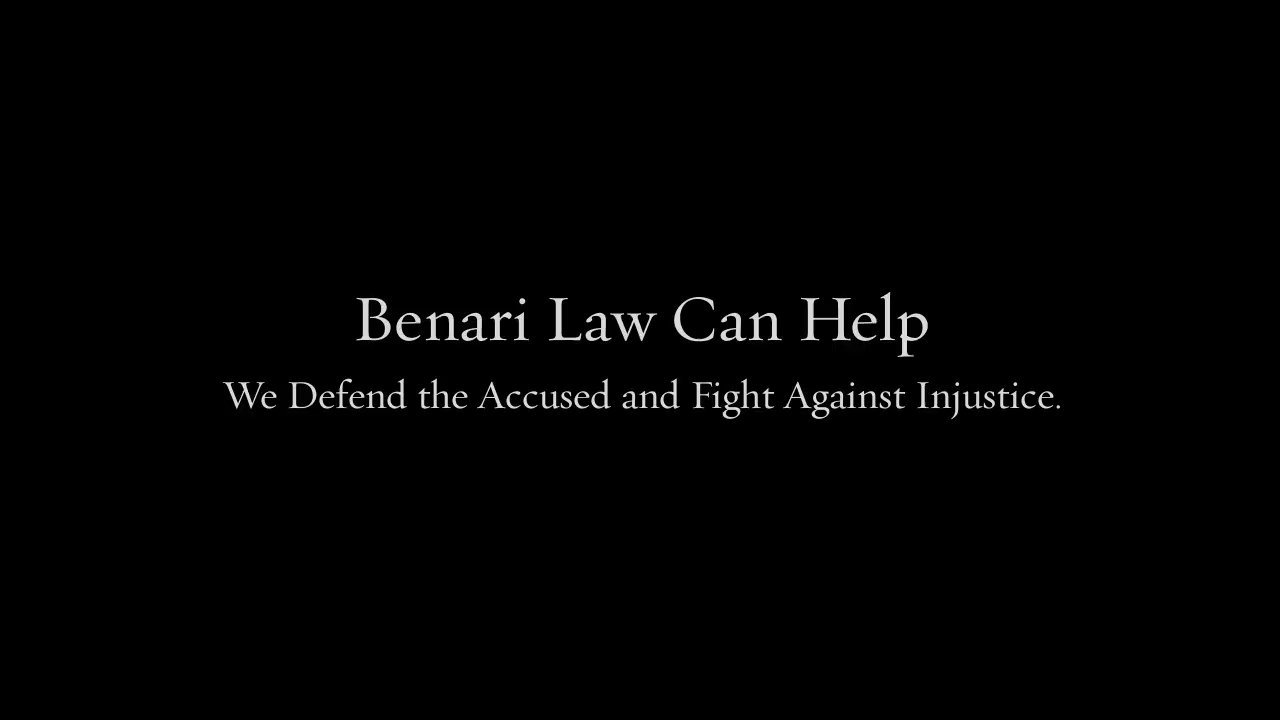 Benari Law Can Help
We Defend the Accused and Fight Against Injustice.